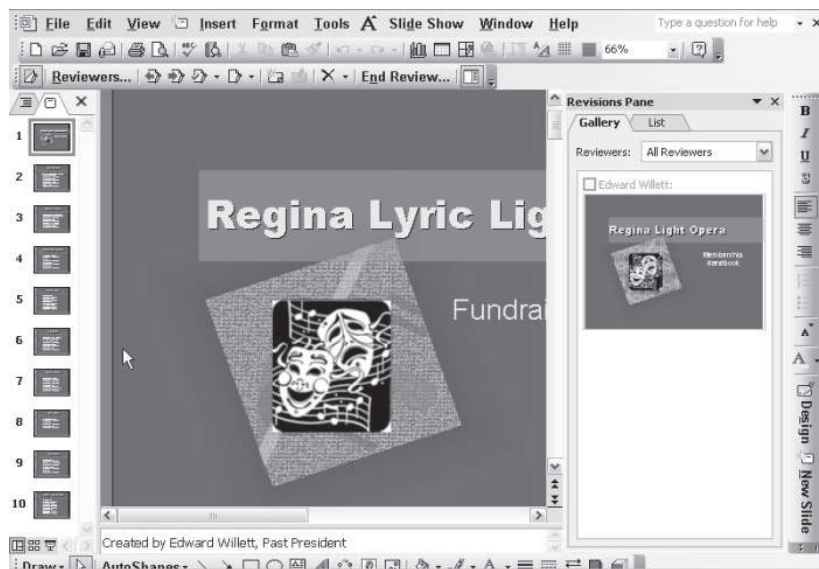 File Edit View Insert Format Tools Slide Show Window Help Type a question for help
66%
Reviewers... End Review...
Revisions Pane
Gallery List
Reviewers: All Reviewers
Edward Willett:
Regina Light Opera
Membership
Handbook
1
2
3
4
5
6
7
8
9
10
Regina Lyric Lig
Fundrai
Created by Edward Willett, Past President
B
I
U
S
A
A
Design
New Slide
Draw AutoShapes A